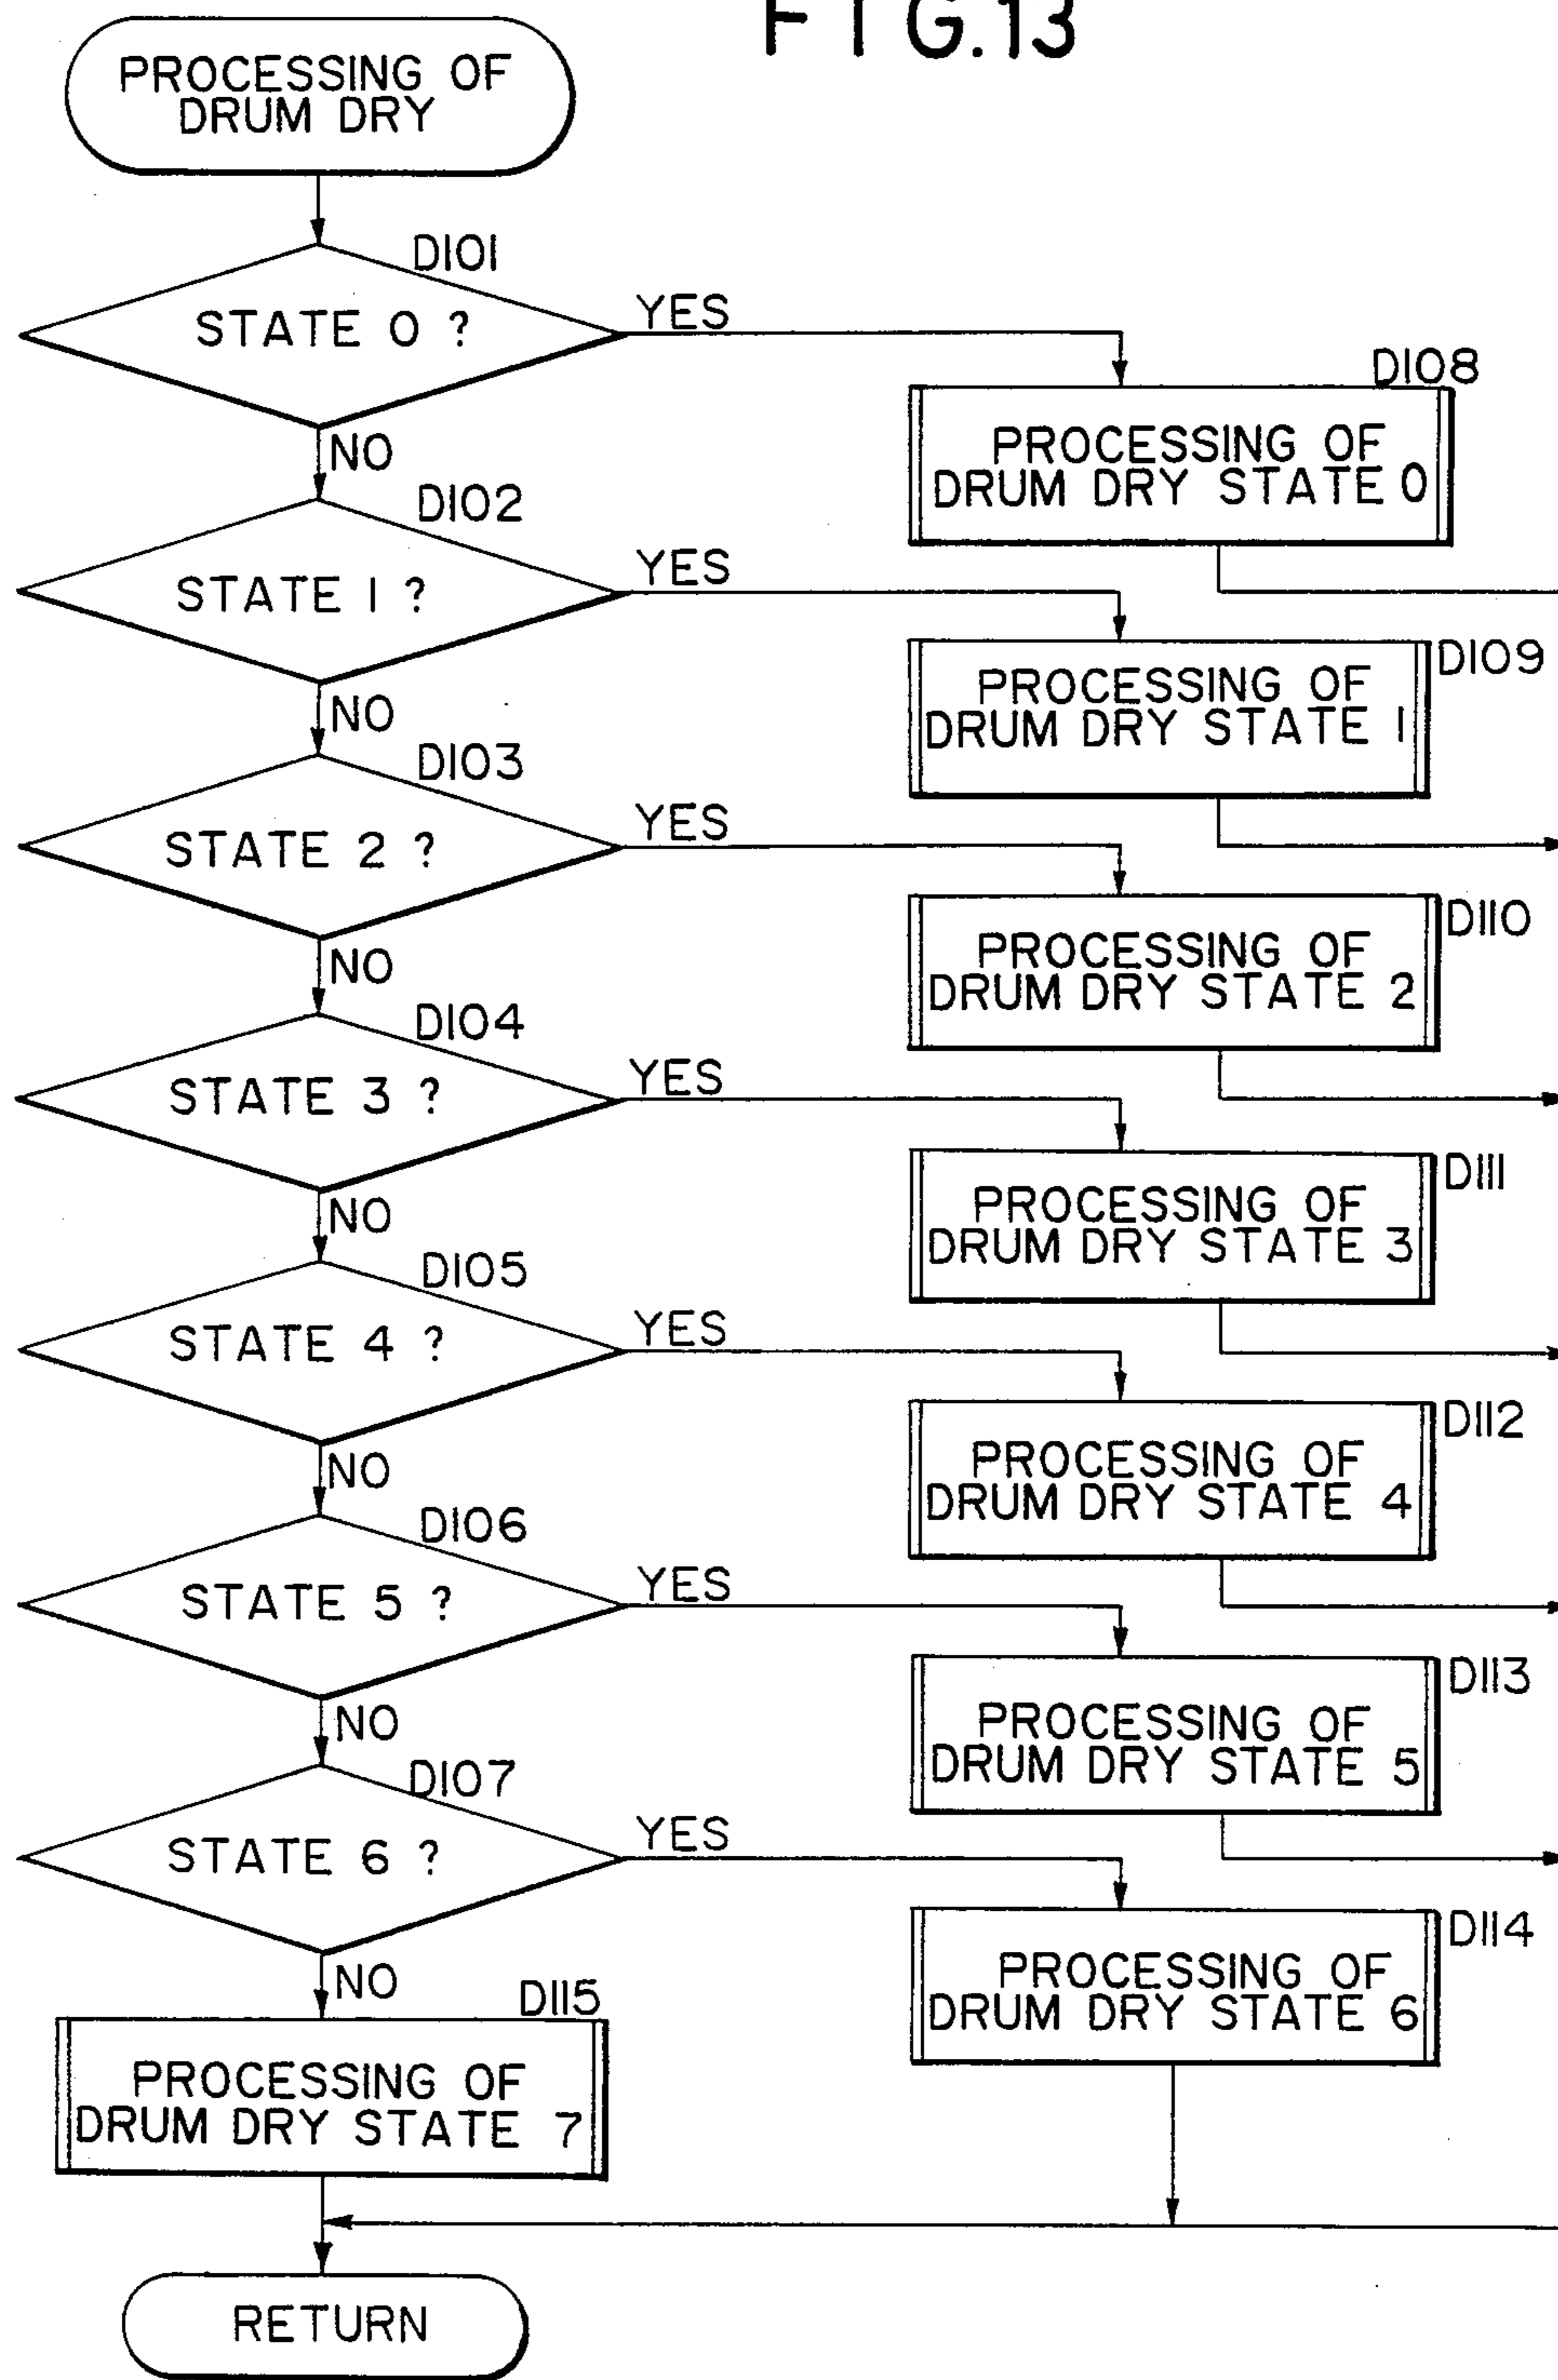 FIG.13
PROCESSING OF
DRUM DRY
D101
STATE 0 ?
YES
NO
D108
PROCESSING OF
DRUM DRY STATE 0
D102
STATE 1 ?
YES
NO
D109
PROCESSING OF
DRUM DRY STATE 1
D103
STATE 2 ?
YES
NO
D110
PROCESSING OF
DRUM DRY STATE 2
D104
STATE 3 ?
YES
NO
D111
PROCESSING OF
DRUM DRY STATE 3
D105
STATE 4 ?
YES
NO
D112
PROCESSING OF
DRUM DRY STATE 4
D106
STATE 5 ?
YES
NO
D113
PROCESSING OF
DRUM DRY STATE 5
D107
STATE 6 ?
YES
NO
D114
PROCESSING OF
DRUM DRY STATE 6
D115
PROCESSING OF
DRUM DRY STATE 7
RETURN